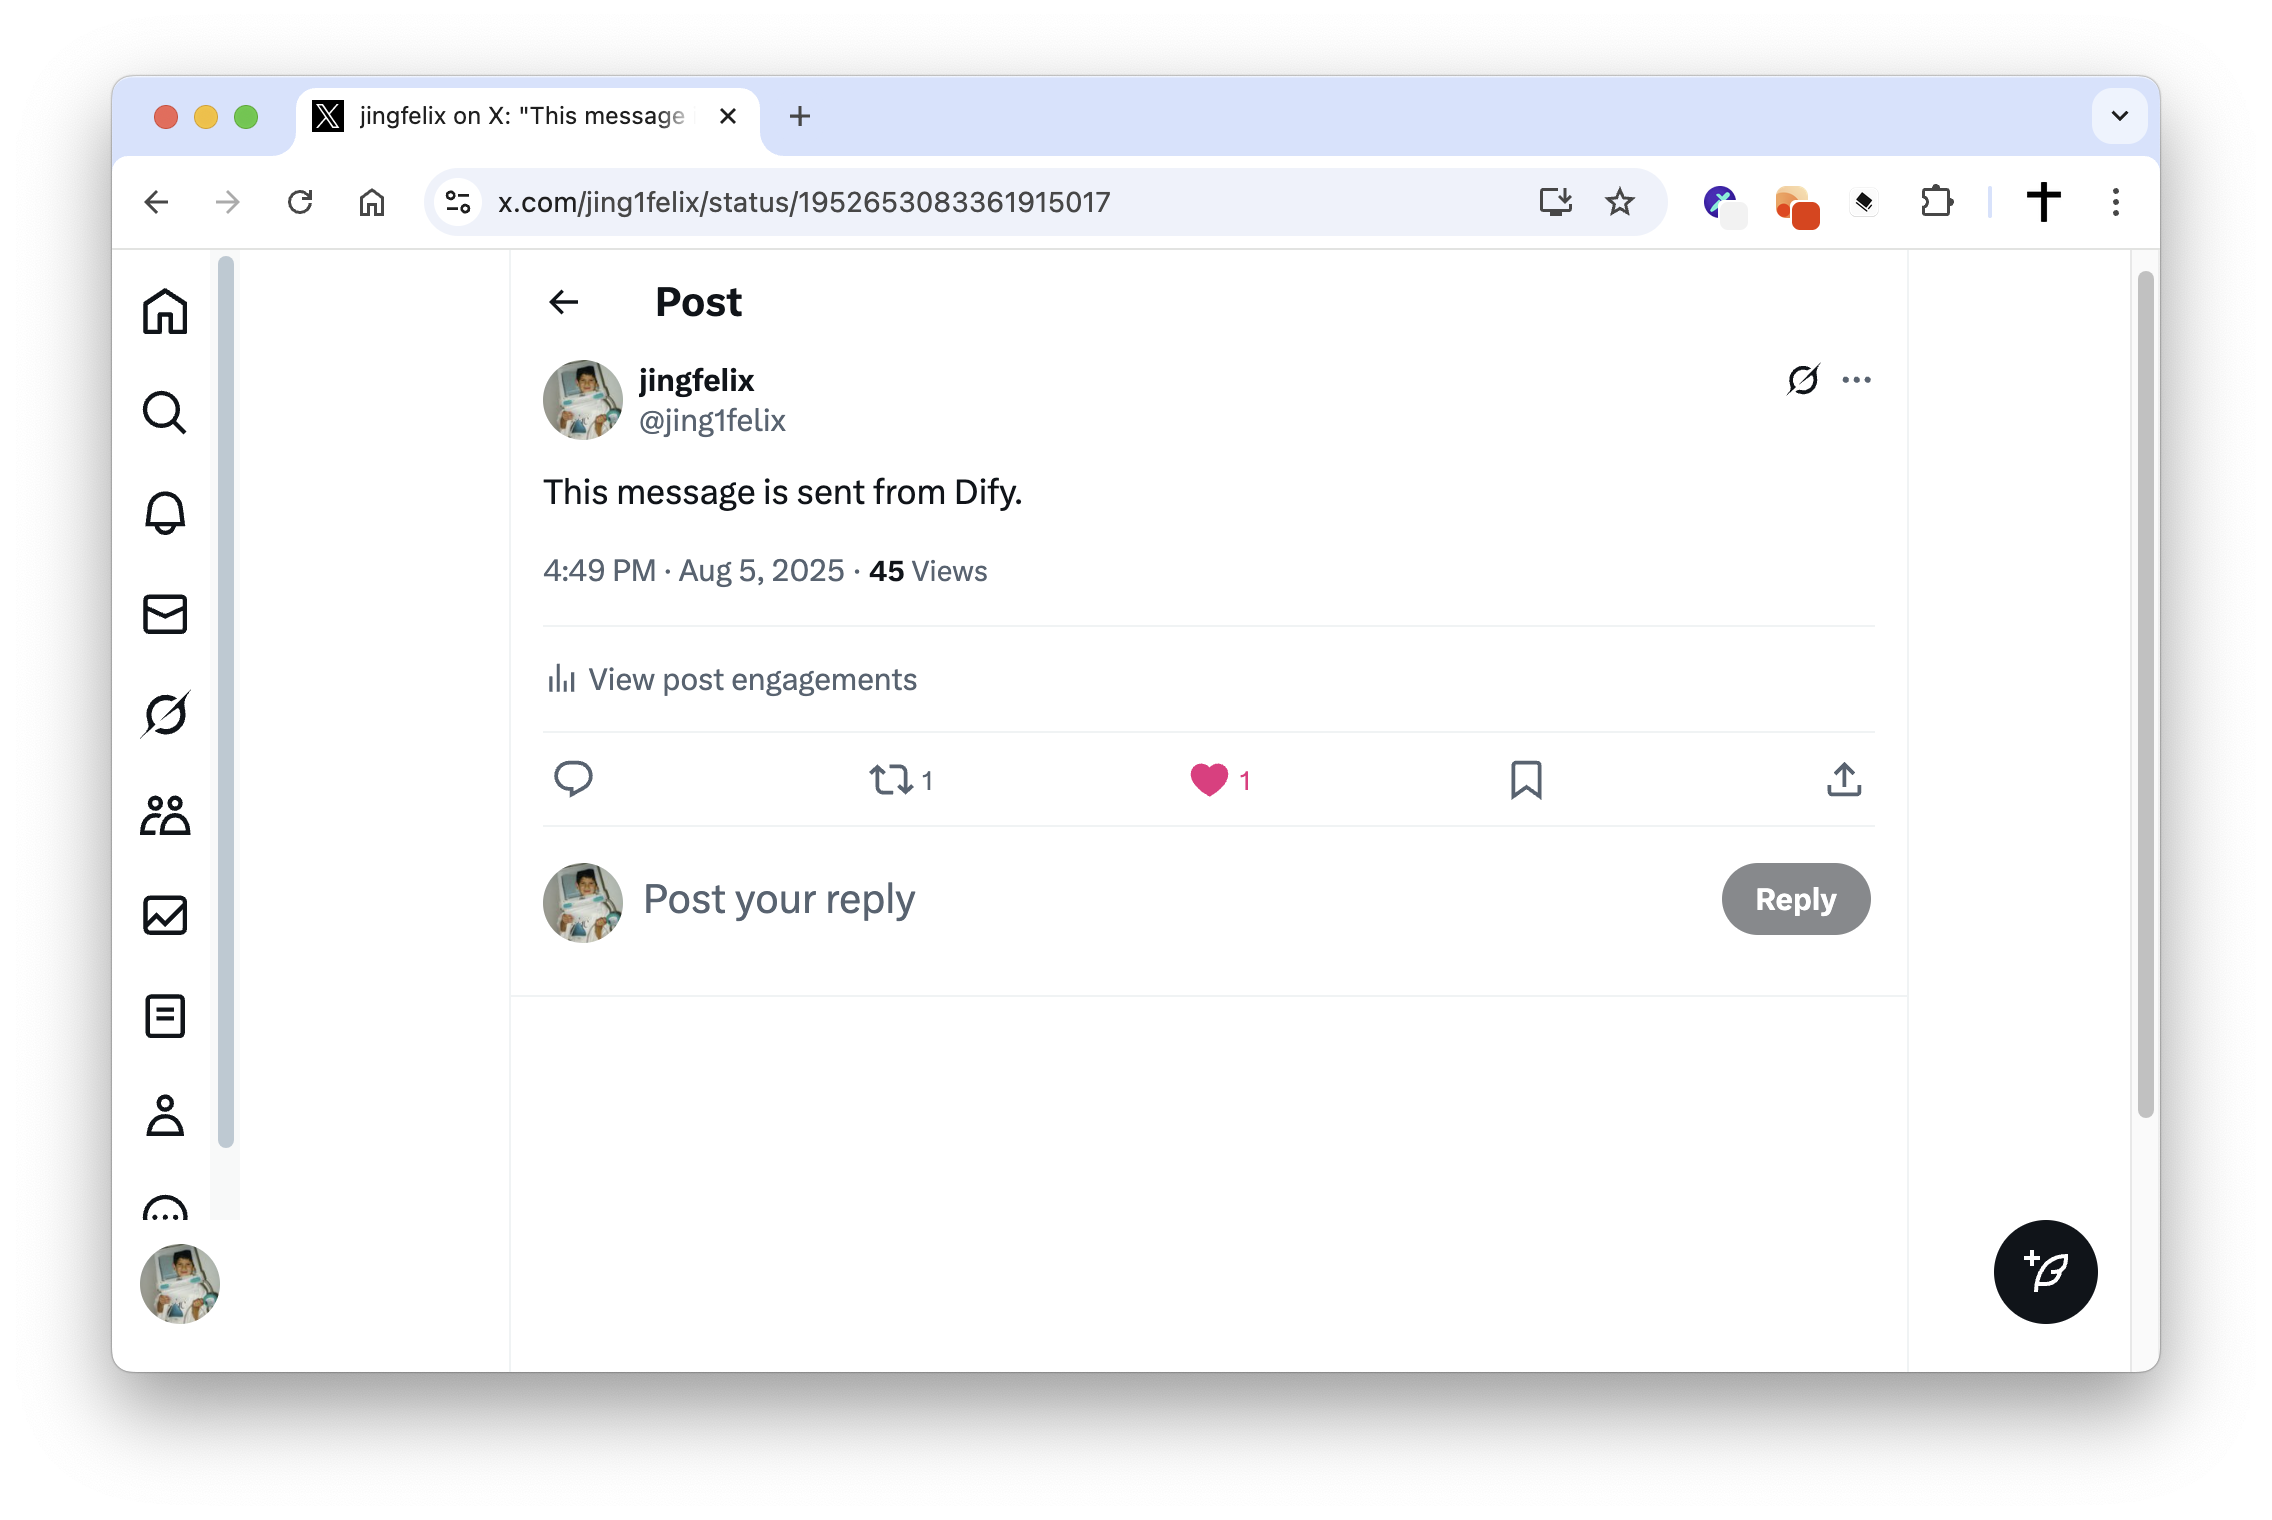 jingfelix on X: "This message
x.com/jing1felix/status/1952653083361915017
Post
jingfelix
@jing1felix
This message is sent from Dify.
4:49 PM · Aug 5, 2025 · 45 Views
View post engagements
1 1
Post your reply
Reply